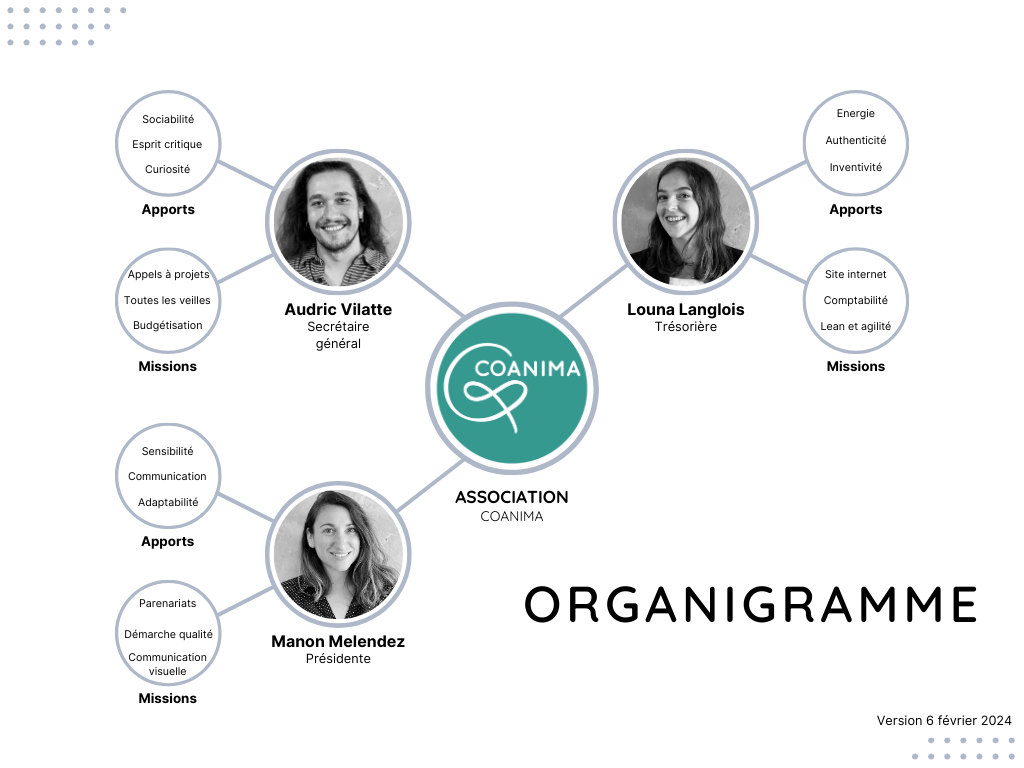 Sociabilité
Esprit critique
Curiosité
Apports
Appels à projets
Toutes les veilles
Budgétisation
Missions
Audric Vilatte
Secrétaire
général
Energie
Authenticité
Inventivité
Apports
Site internet
Comptabilité
Lean et agilité
Missions
Louna Langlois
Trésorière
COANIMA
ASSOCIATION
COANIMA
Sensibilité
Communication
Adaptabilité
Apports
Parenariats
Démarche qualité
Communication
visuelle
Missions
Manon Melendez
Présidente
ORGANIGRAMME
Version 6 février 2024